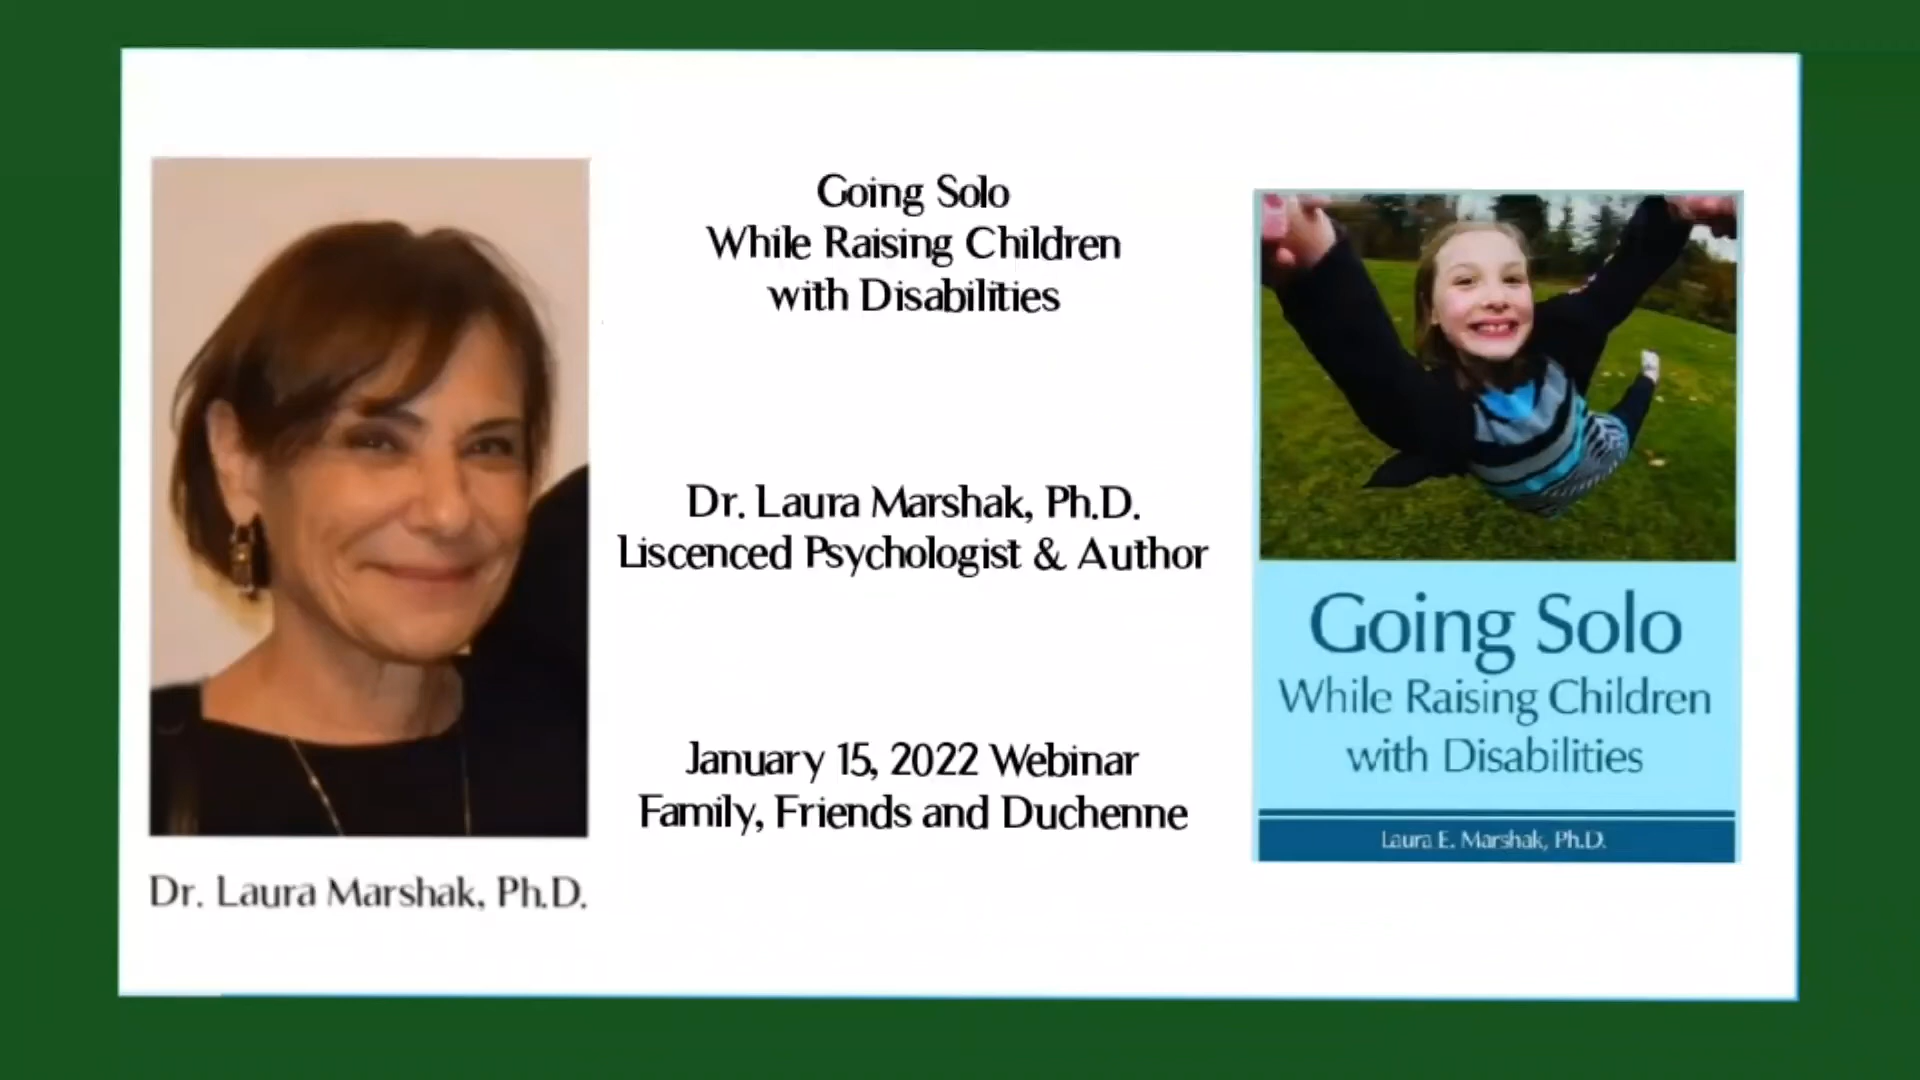 Going Solo
While Raising Children
with Disabilities
Dr. Laura Marshak, Ph.D.
Liscenced Psychologist & Author
January 15, 2022 Webinar
Family, Friends and Duchenne
Dr. Laura Marshak, Ph.D.
Going Solo
While Raising Children
with Disabilities
Laura E. Marshak, Ph.D.